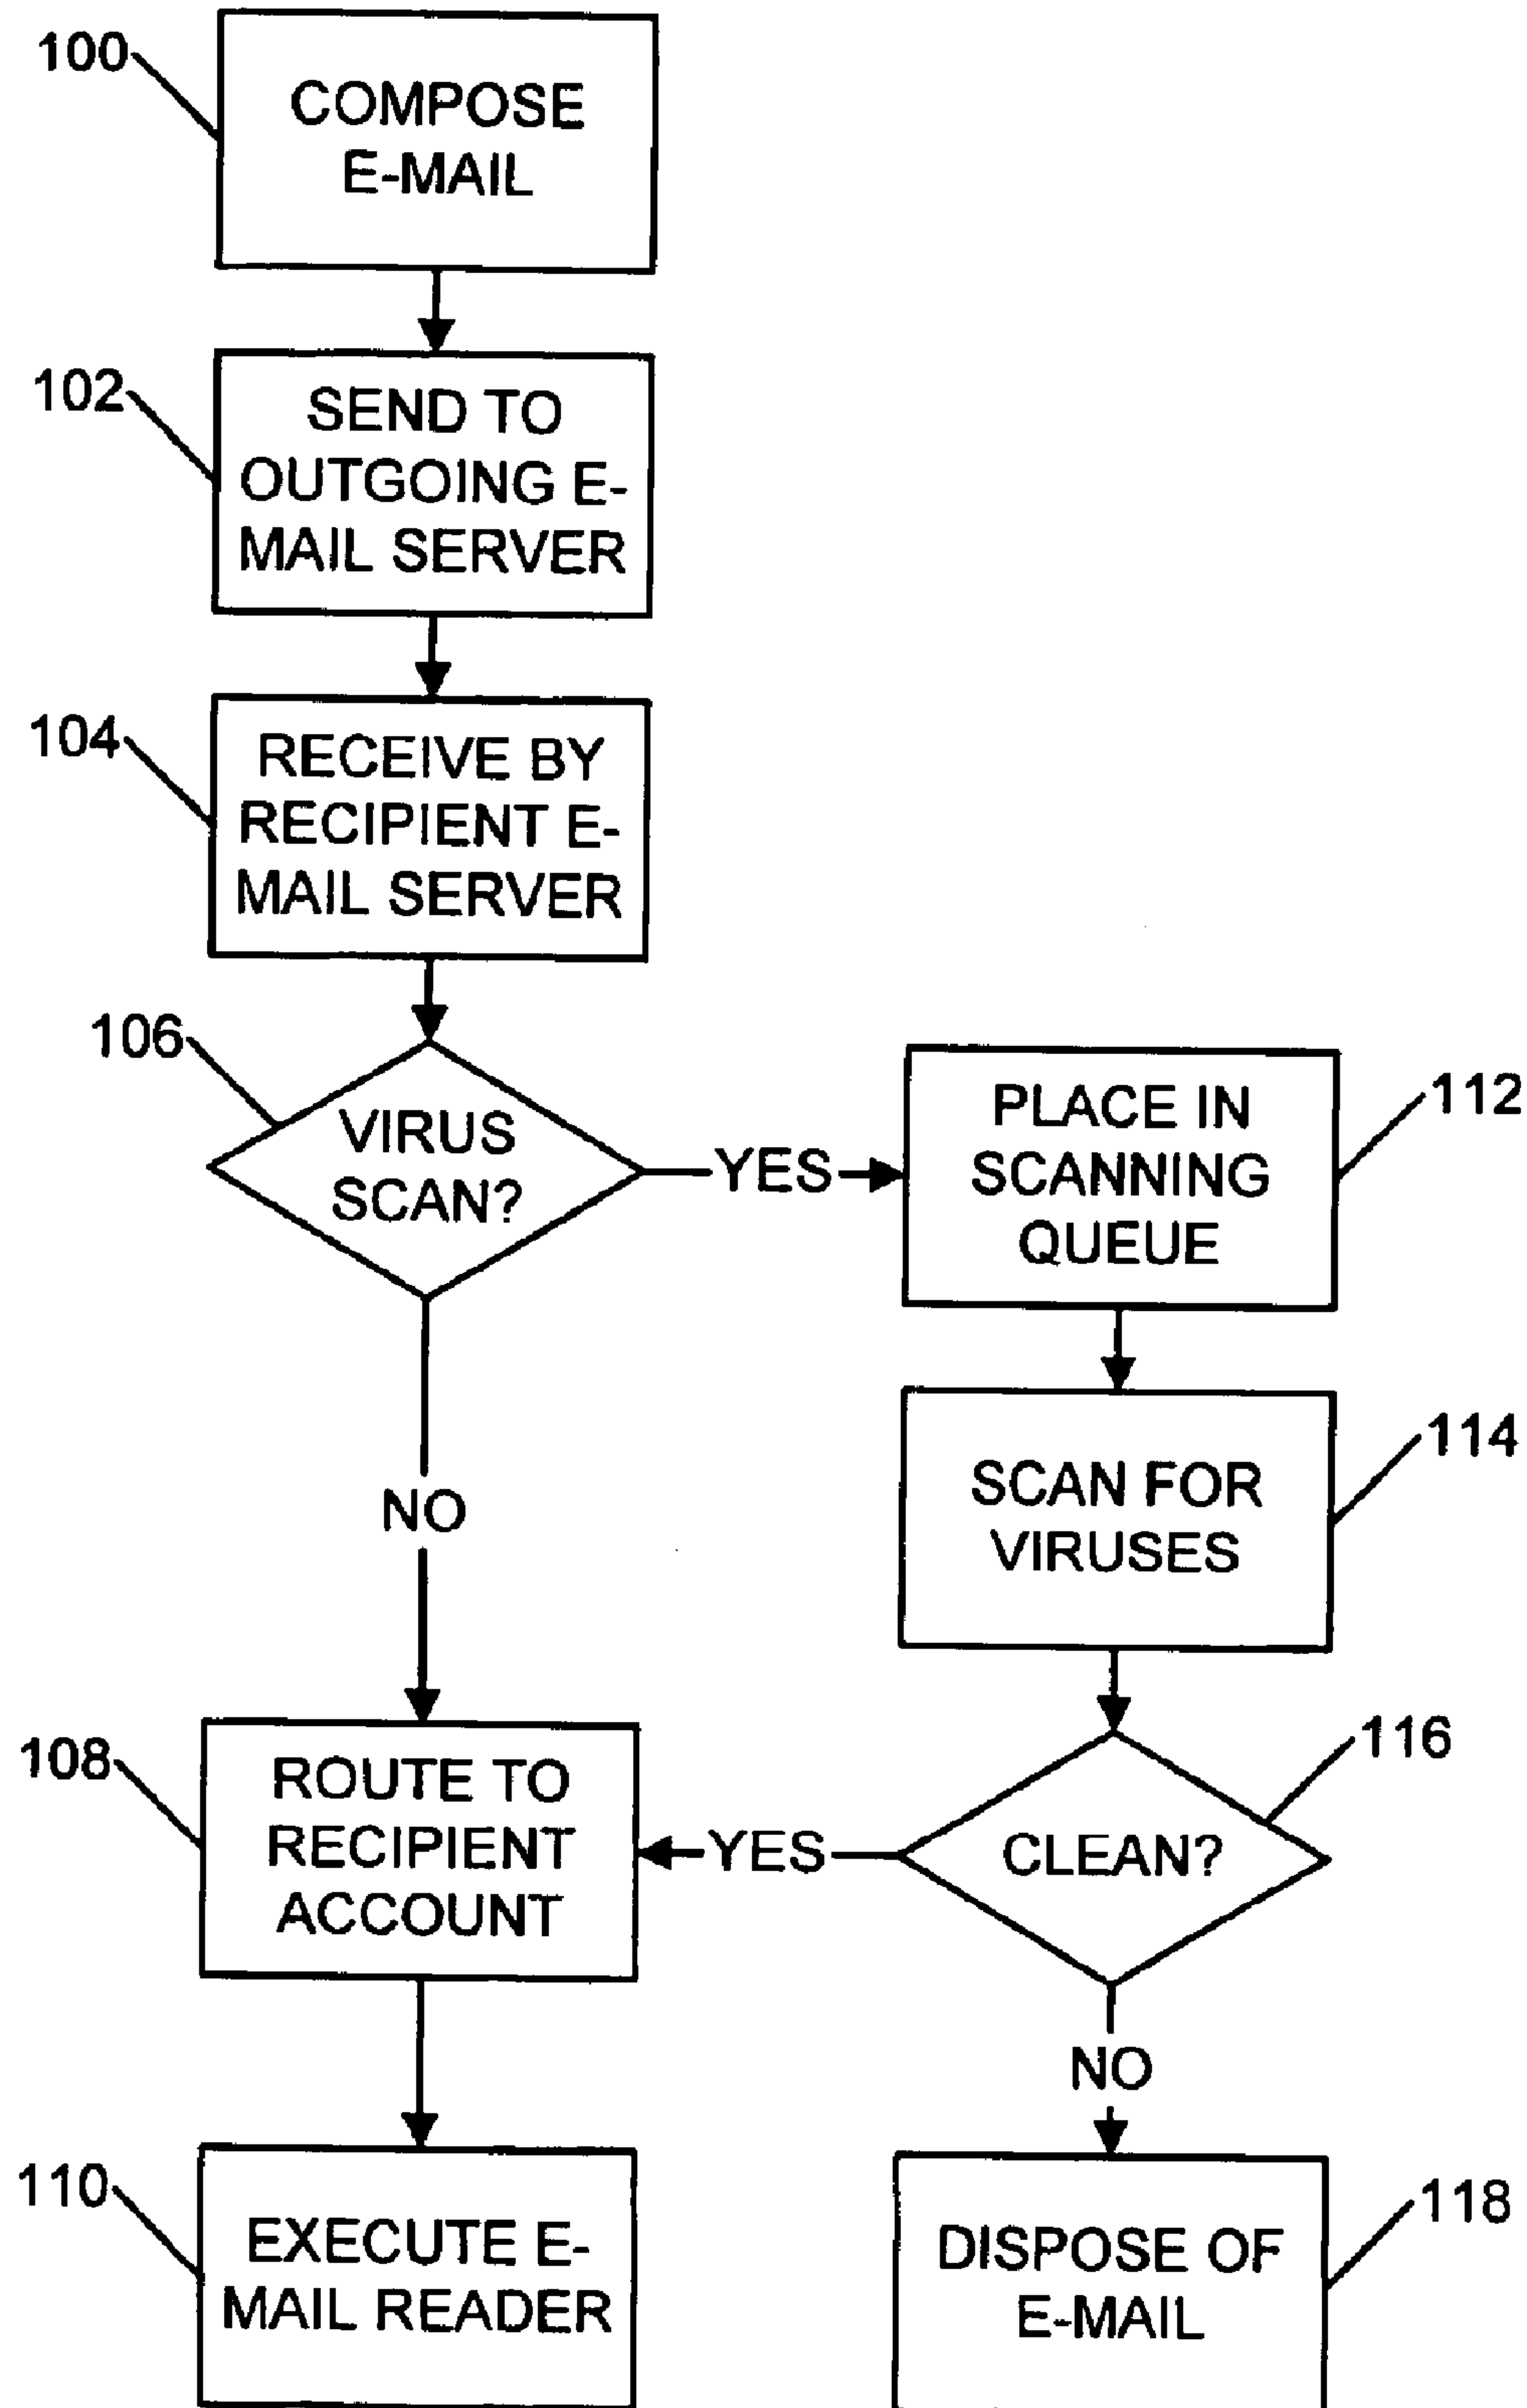 100
COMPOSE
E-MAIL
102
SEND TO
OUTGOING E-
MAIL SERVER
104
RECEIVE BY
RECIPIENT E-
MAIL SERVER
106
VIRUS
SCAN?
YES
PLACE IN
SCANNING
QUEUE
112
NO
SCAN FOR
VIRUSES
114
108
ROUTE TO
RECIPIENT
ACCOUNT
YES
CLEAN?
116
NO
110
EXECUTE E-
MAIL READER
DISPOSE OF
E-MAIL
118